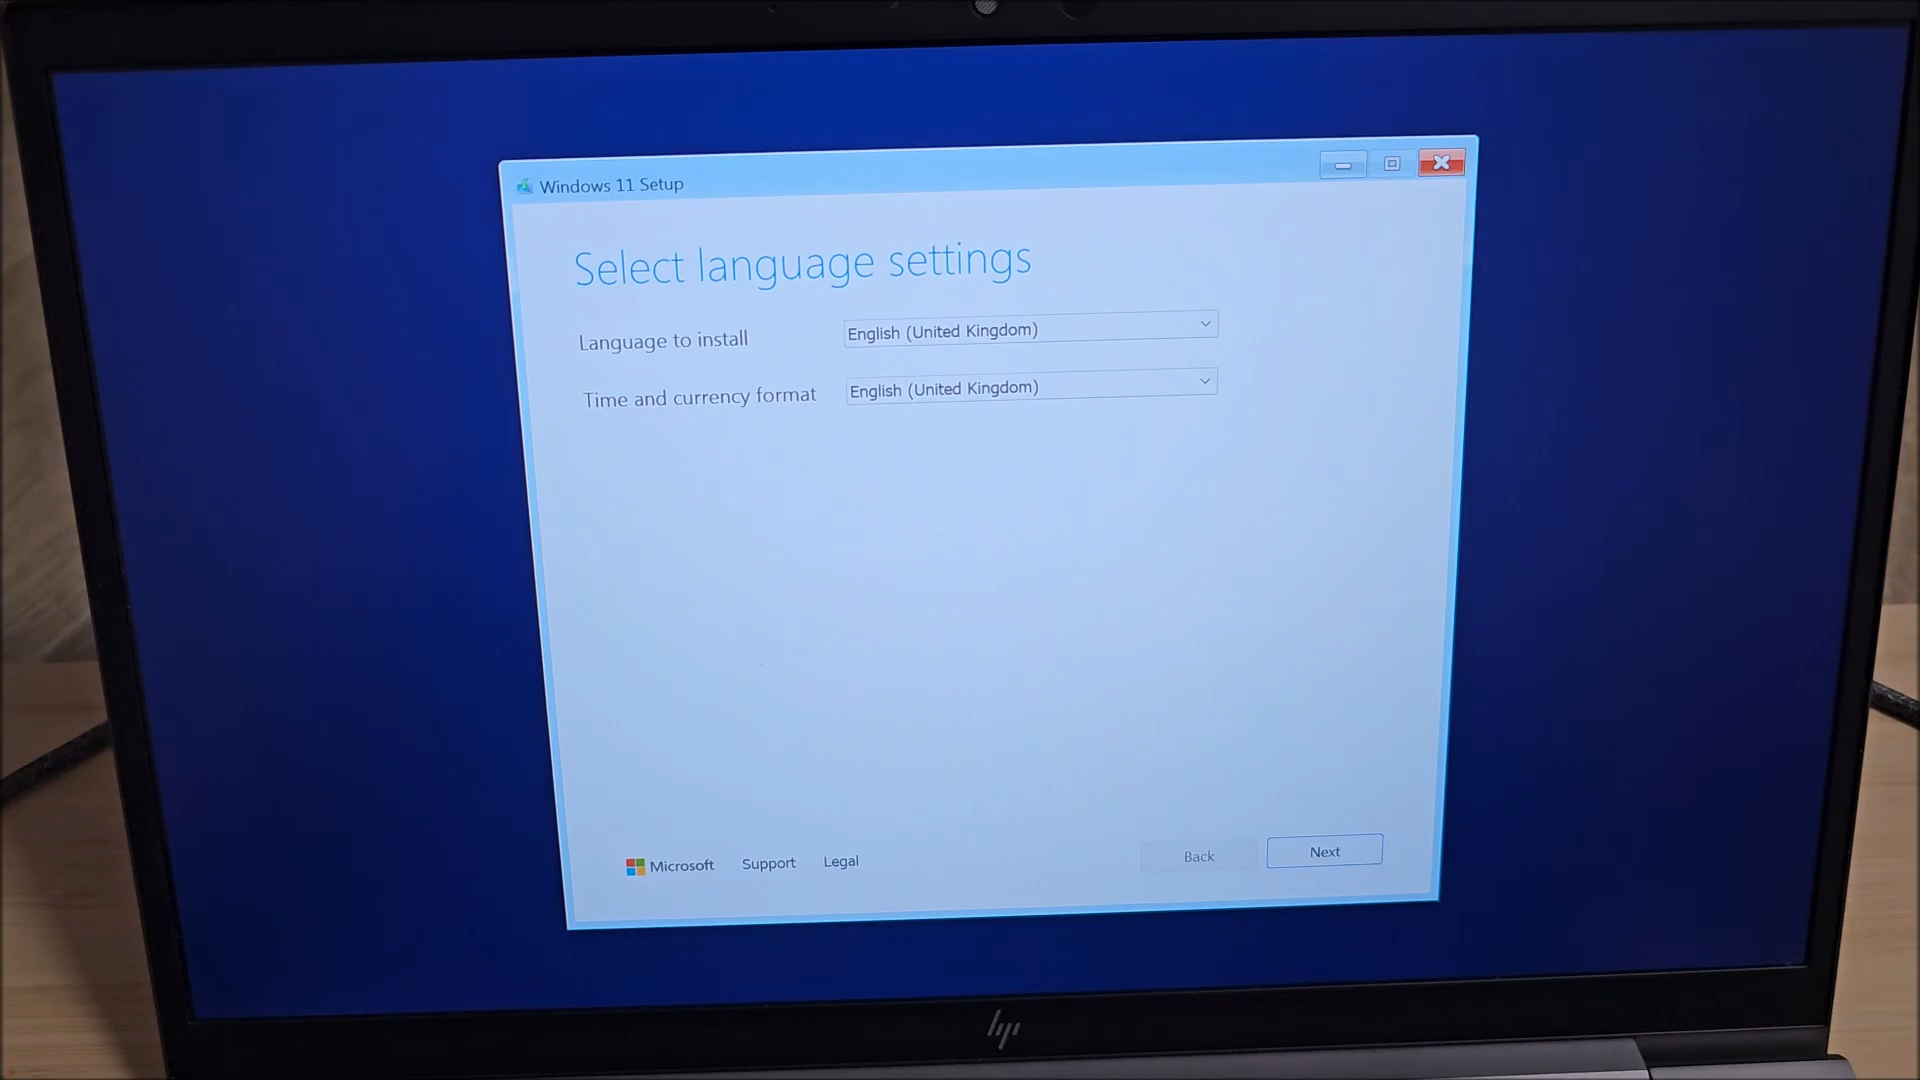 Windows 11 Setup
Select language settings
Language to install English (United Kingdom)
Time and currency format English (United Kingdom)
Microsoft Support Legal Back Next
hp